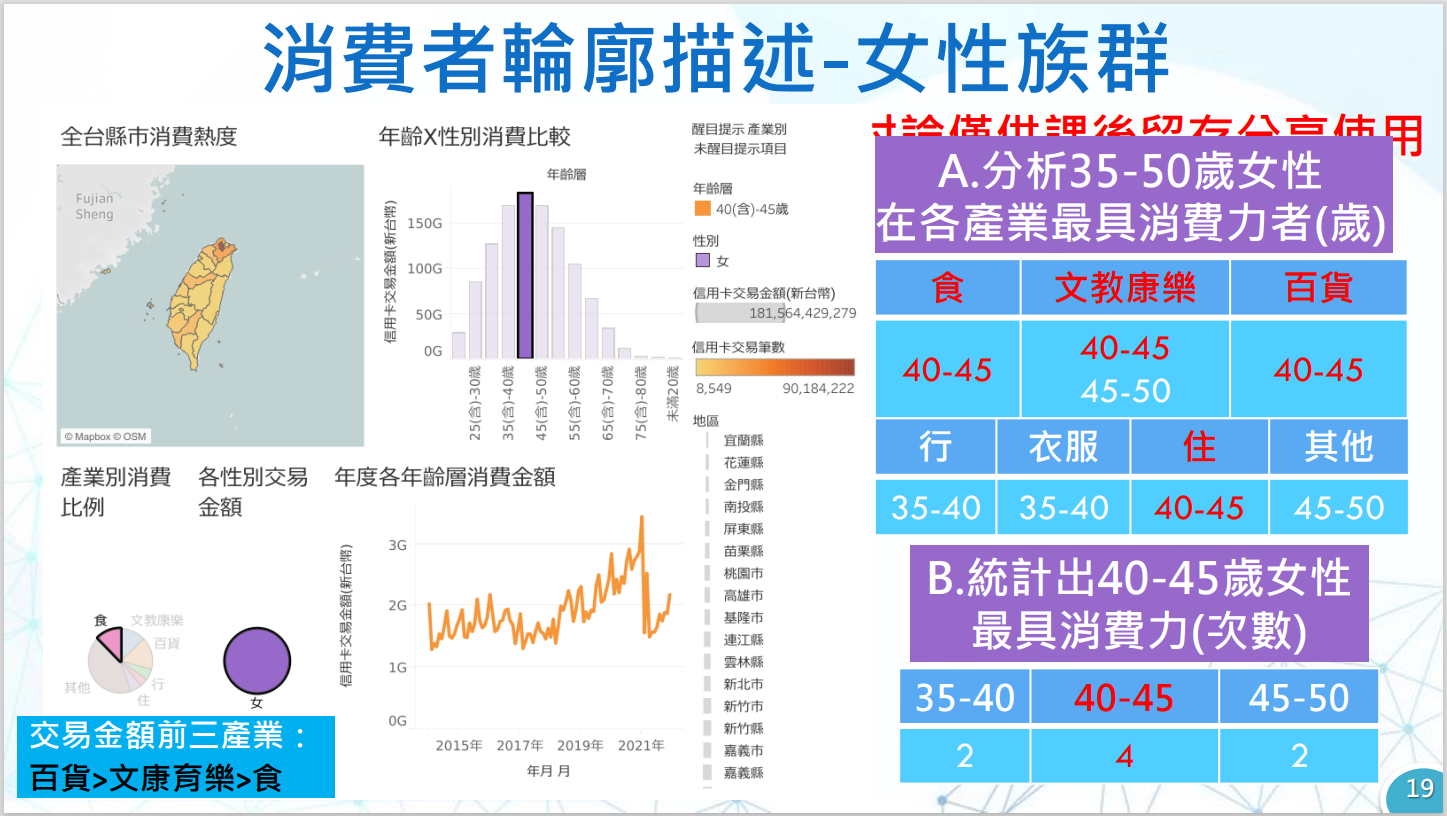 消費者輪廓描述-女性族群
全台縣市消費熱度
Fujian
Sheng
© Mapbox © OSM
年齡X性別消費比較
年齡層
信用卡交易金額(新台幣)
150G
100G
50G
0G
25(含)-30歲
35(含)-40歲
45(含)-50歲
55(含)-60歲
65(含)-70歲
75(含)-80歲
未滿20歲
醒目提示 產業別
未醒目提示項目
年齡層
40(含)-45歲
性別
女
信用卡交易金額(新台幣)
181,564,429,279
信用卡交易筆數
8,549
90,184,222
地區
宜蘭縣
花蓮縣
金門縣
南投縣
屏東縣
苗栗縣
桃園市
高雄市
基隆市
連江縣
雲林縣
新北市
新竹市
新竹縣
嘉義市
嘉義縣
產業別消費
比例
食
文教康樂
百貨
行
住
其他
各性別交易
金額
女
年度各年齡層消費金額
信用卡交易金額(新台幣)
3G
2G
1G
0G
2015年
2017年
2019年
2021年
年月 月
交易金額前三產業：
百貨>文康育樂>食
論僅供課後留存分享使用
A.分析35-50歲女性
在各產業最具消費力者(歲)
食 文教康樂 百貨
40-45 40-45 40-45
45-50
行 衣服 住 其他
35-40 35-40 40-45 45-50
B.統計出40-45歲女性
最具消費力(次數)
35-40 40-45 45-50
2 4 2
19